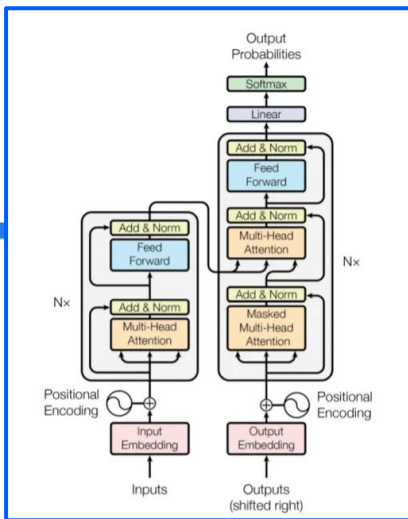 Output
Probabilities
Softmax
Linear
Add & Norm
Feed
Forward
Add & Norm
Multi-Head
Attention
Add & Norm
Masked
Multi-Head
Attention
Nx
Add & Norm
Feed
Forward
Add & Norm
Multi-Head
Attention
Nx
Positional
Encoding
Positional
Encoding
Input
Embedding
Output
Embedding
Inputs
Outputs
(shifted right)